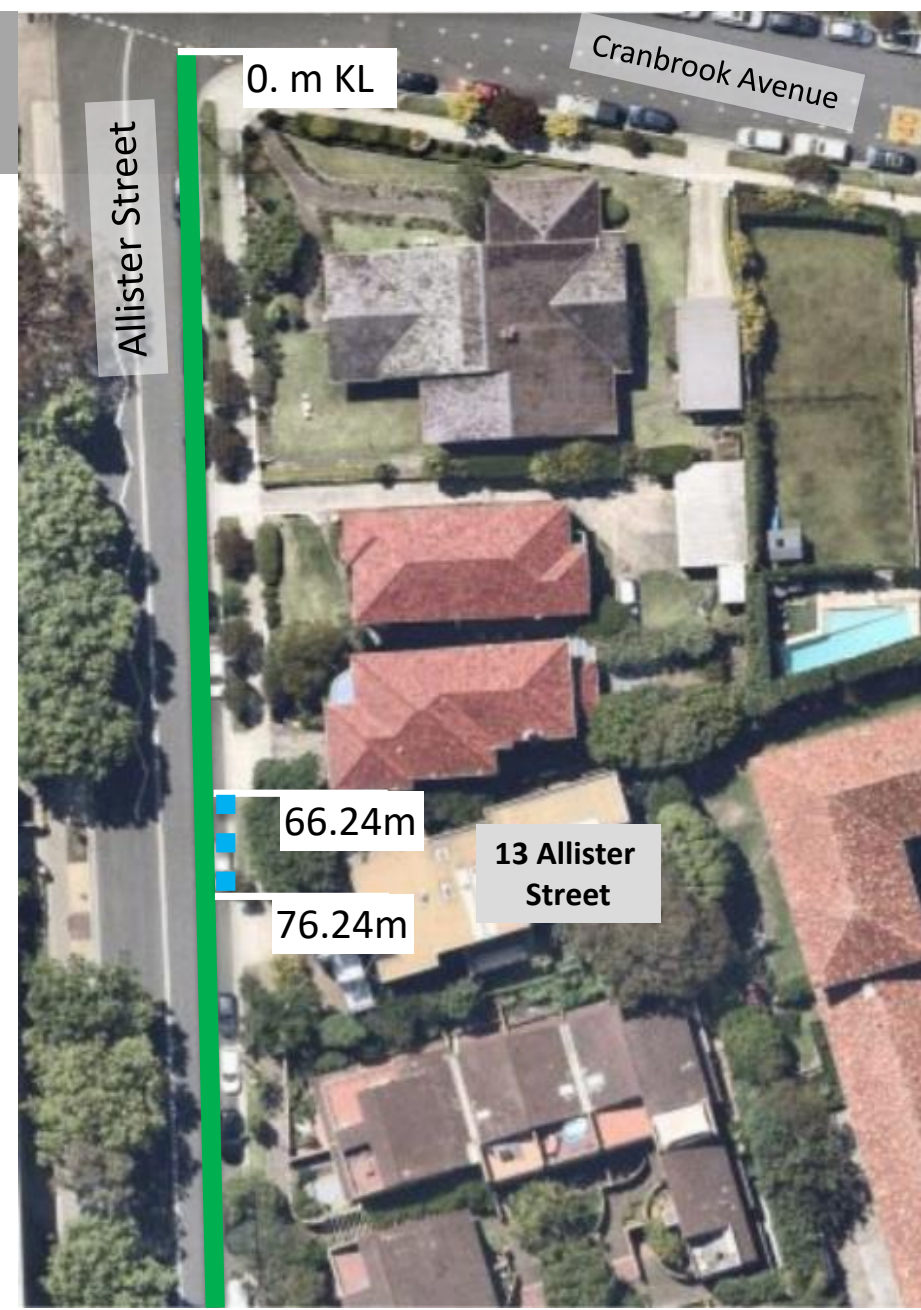 Cranbrook Avenue
0. m KL
Allister Street
66.24m
13 Allister
Street
76.24m